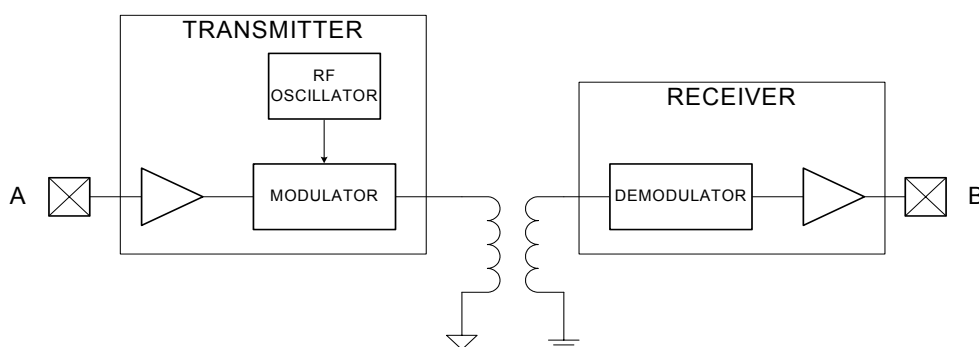 TRANSMITTER
RF
OSCILLATOR
RECEIVER
A
MODULATOR
DEMODULATOR
B